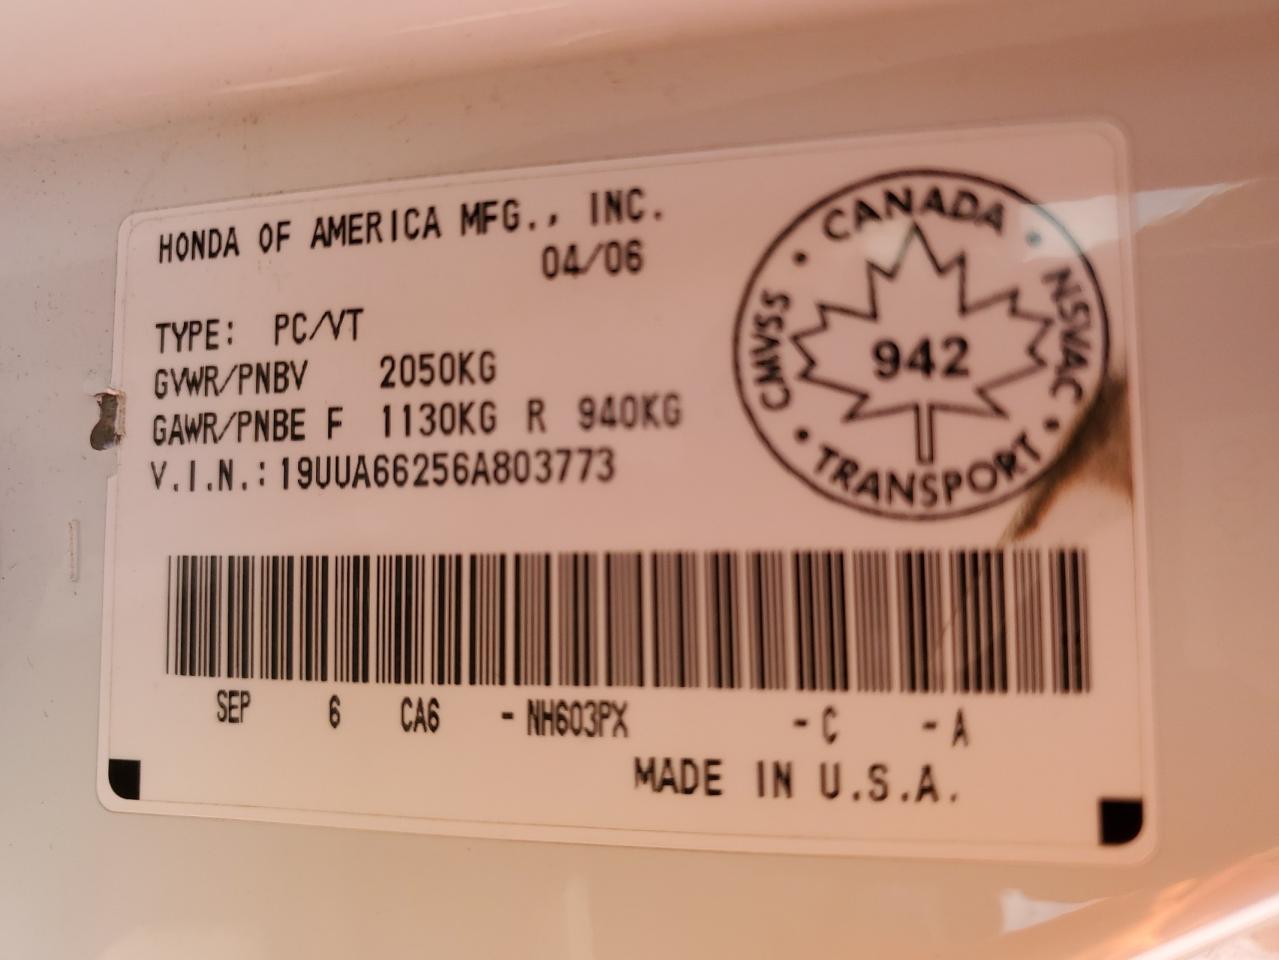 HONDA OF AMERICA MFG., INC.
04/06
TYPE: PC/VT
GVWR/PNBV 2050KG
GAWR/PNBE F 1130KG R 940KG
V.I.N.: 19UUA66256A803773
CANADA
CMVSS
942
NSVAC
TRANSPORT
SEP 6 CA6 - NH603PX - C - A
MADE IN U.S.A.